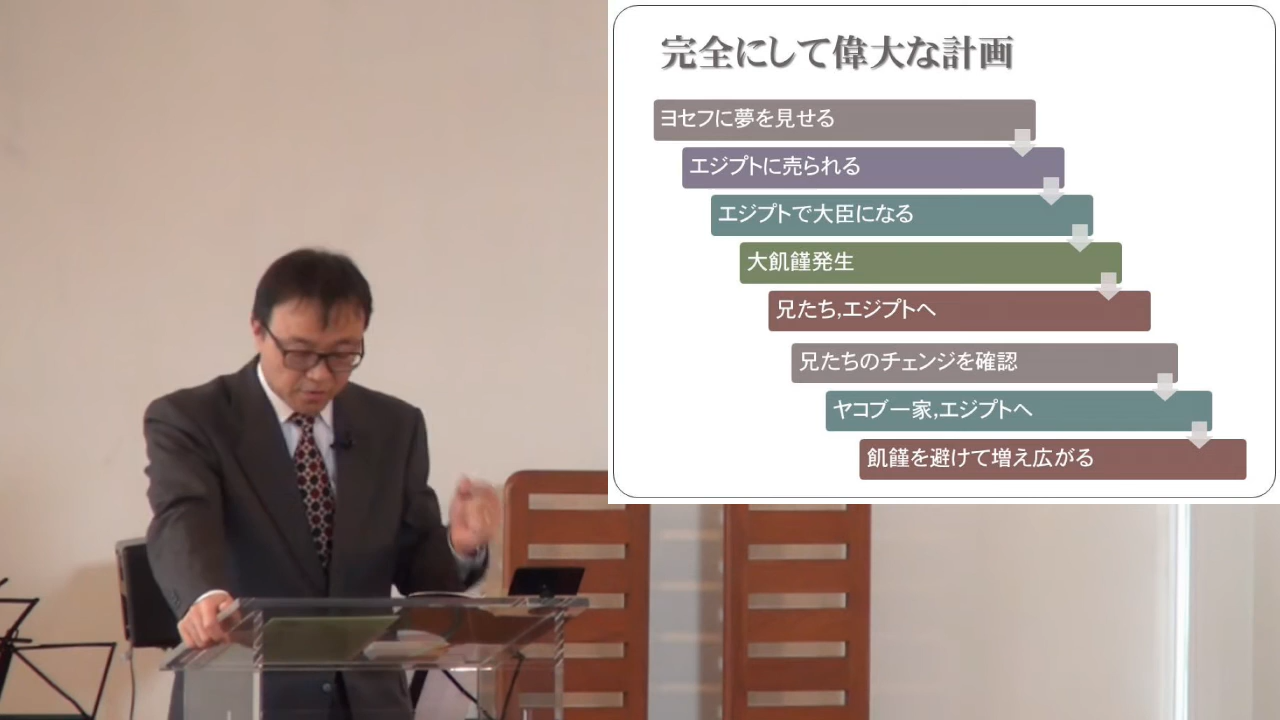 完全にして偉大な計画
ヨセフに夢を見せる
エジプトに売られる
エジプトで大臣になる
大飢饉発生
兄たち,エジプトへ
兄たちのチェンジを確認
ヤコブ一家,エジプトへ
飢饉を避けて増え広がる